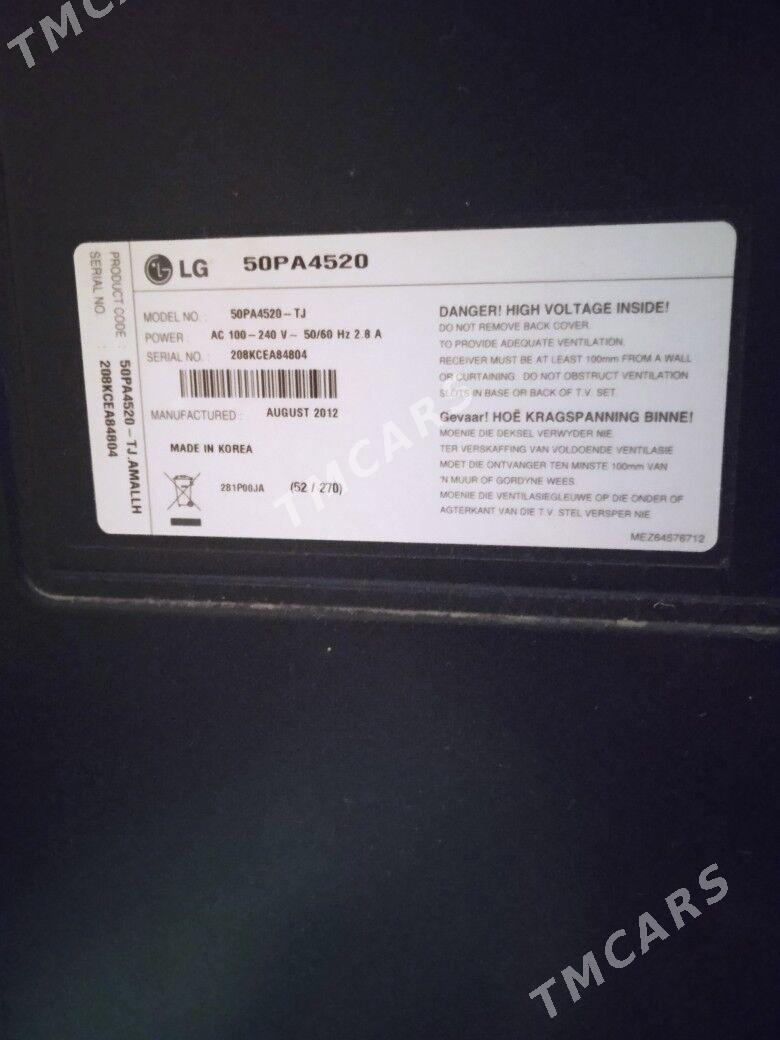 TMCARS
LG 50PA4520
MODEL NO. : 50PA4520-TJ
POWER : AC 100-240 V~ 50/60 Hz 2.8 A
SERIAL NO. : 208KCEA84804
MANUFACTURED : AUGUST 2012
MADE IN KOREA
281P00JA (52 / 270)
DANGER! HIGH VOLTAGE INSIDE!
DO NOT REMOVE BACK COVER.
TO PROVIDE ADEQUATE VENTILATION,
RECEIVER MUST BE AT LEAST 100mm FROM A WALL
OR CURTAINING. DO NOT OBSTRUCT VENTILATION
SLOTS IN BASE OR BACK OF T.V. SET.
Gevaar! HOË KRAGSPANNING BINNE!
MOENIE DIE DEKSEL VERWYDER NIE.
TER VERSKAFFING VAN VOLDOENDE VENTILASIE
MOET DIE ONTVANGER TEN MINSTE 100mm VAN
'N MUUR OF GORDYNE WEES.
MOENIE DIE VENTILASIEGLEUWE OP DIE ONDER OF
AGTERKANT VAN DIE T.V. STEL VERSPER NIE.
MEZ64576712
PRODUCT CODE : 50PA4520-TJ.AMALLH
SERIAL NO. : 208KCEA84804
TMCARS
TMCARS